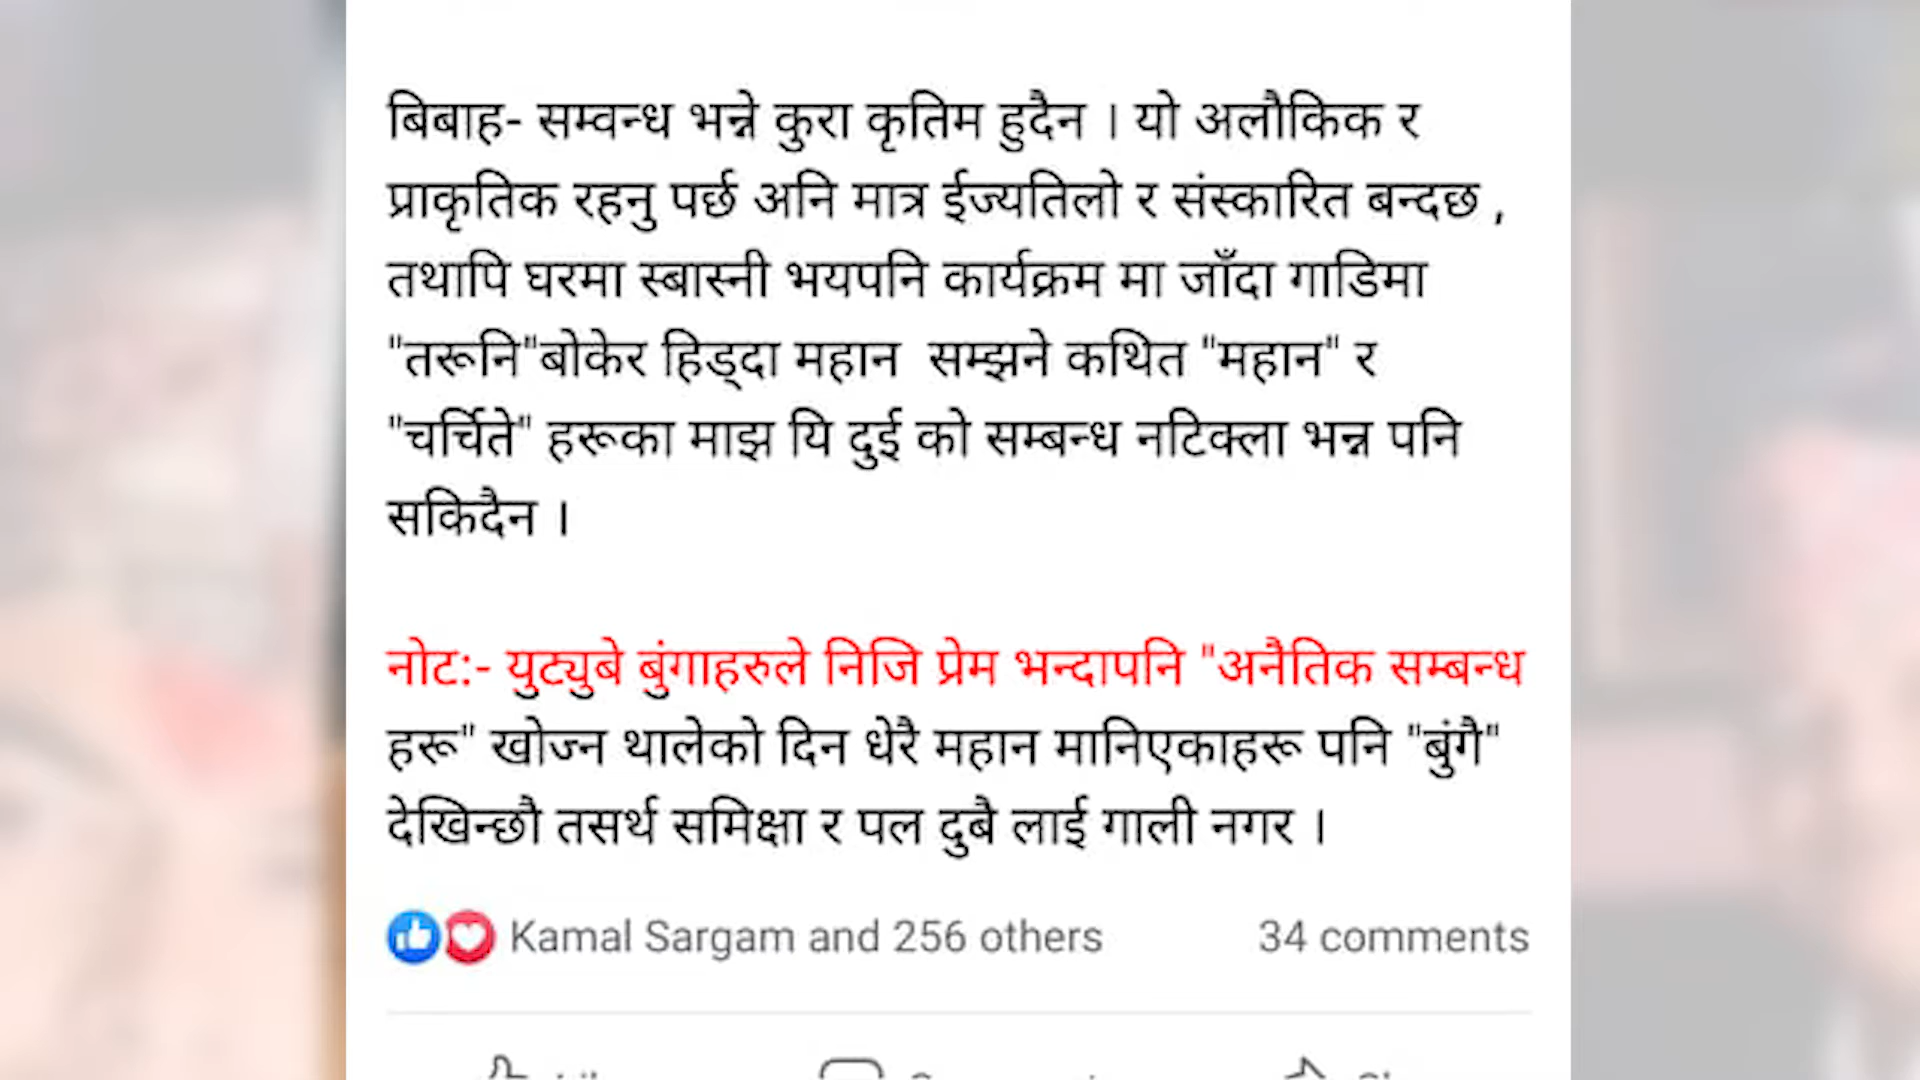 बिबाह- सम्वन्ध भन्ने कुरा कृतिम हुदैन । यो अलौकिक र
प्राकृतिक रहनु पर्छ अनि मात्र ईज्यतिलो र संस्कारित बन्दछ ,
तथापि घरमा स्बास्नी भयपनि कार्यक्रम मा जाँदा गाडिमा
"तरूनि"बोकेर हिड्दा महान सम्झने कथित "महान" र
"चर्चिते" हरूका माझ यि दुई को सम्बन्ध नटिक्ला भन्न पनि
सकिदैन ।
नोट:- युट्युबे बुंगाहरुले निजि प्रेम भन्दापनि "अनैतिक सम्बन्ध
हरू" खोज्न थालेको दिन धेरै महान मानिएकाहरू पनि "बुंगै"
देखिन्छौ तसर्थ समिक्षा र पल दुबै लाई गाली नगर ।
Kamal Sargam and 256 others 34 comments